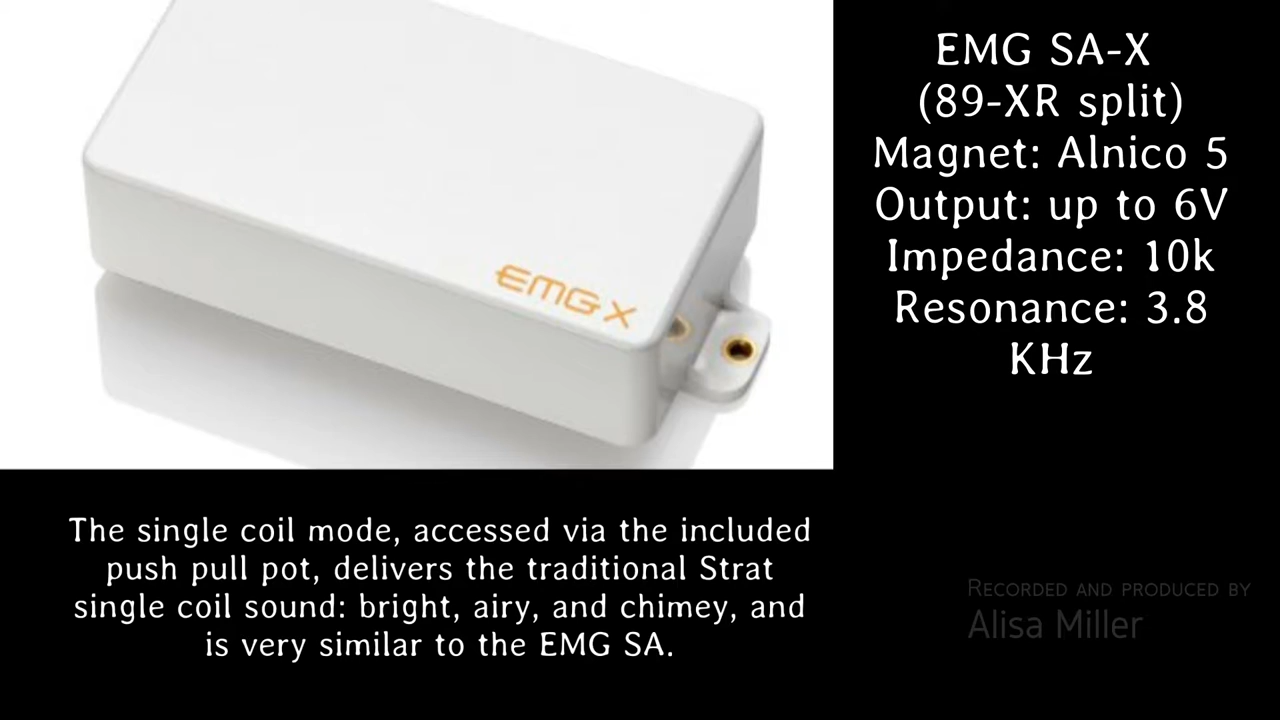 EMG SA-X
(89-XR split)
Magnet: Alnico 5
Output: up to 6V
Impedance: 10k
Resonance: 3.8
KHz
EMG X
The single coil mode, accessed via the included
push pull pot, delivers the traditional Strat
single coil sound: bright, airy, and chimey, and
is very similar to the EMG SA.
Recorded and produced by
Alisa Miller